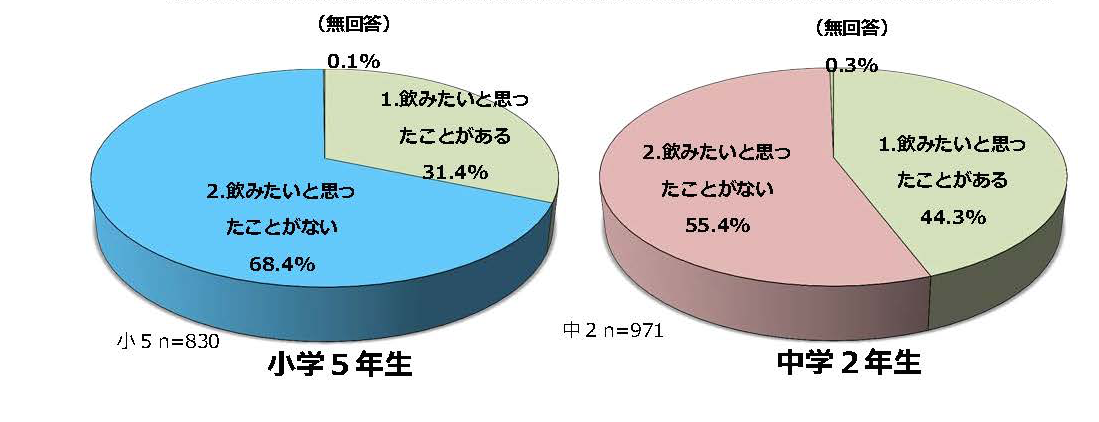 （無回答）
0.1%
1.飲みたいと思っ
たことがある
31.4%
2.飲みたいと思っ
たことがない
68.4%
小５ n=830
小学５年生
（無回答）
0.3%
1.飲みたいと思っ
たことがある
44.3%
2.飲みたいと思っ
たことがない
55.4%
中２ n=971
中学２年生